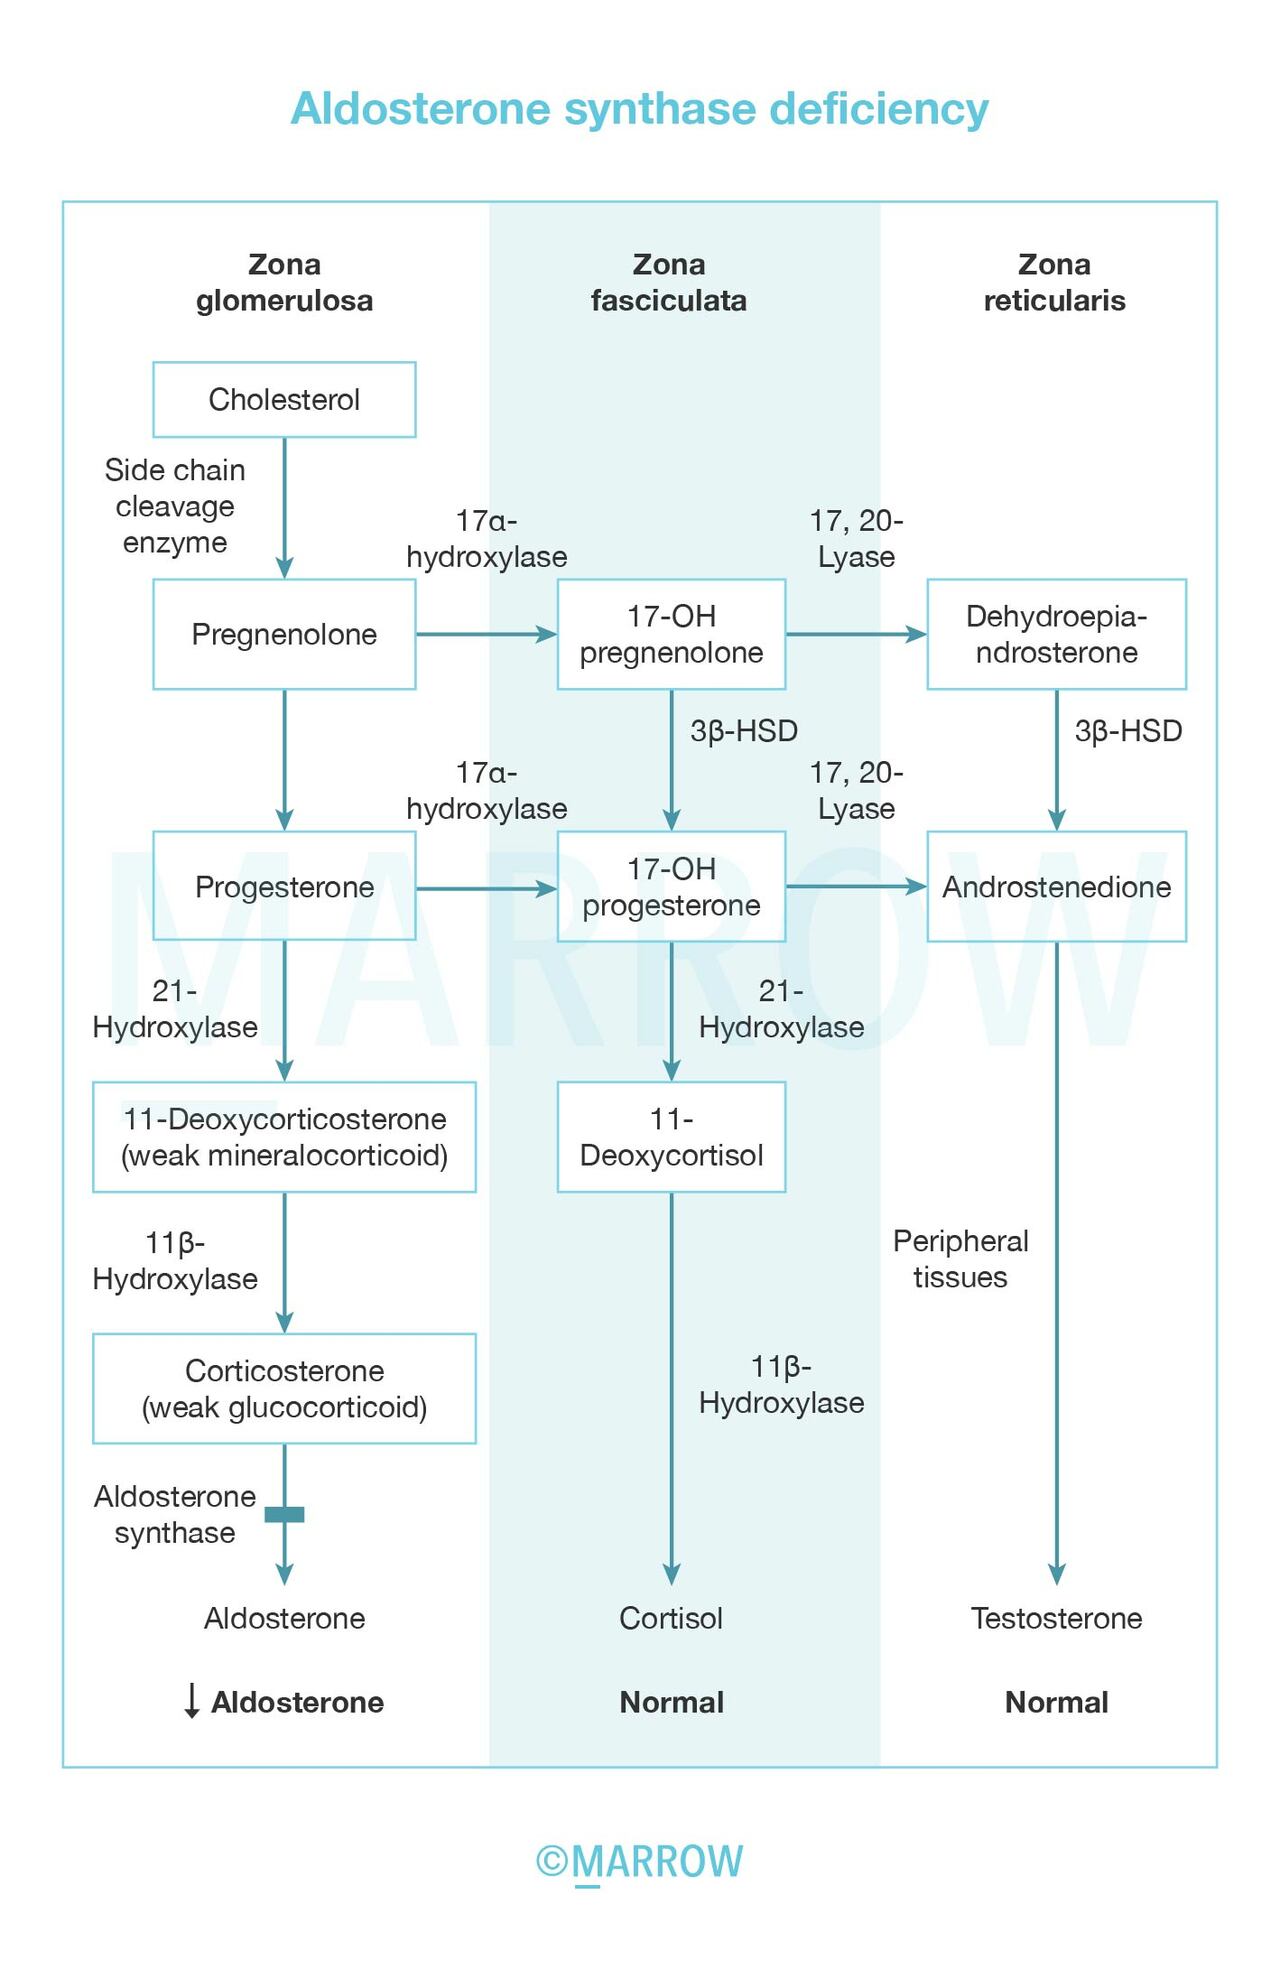 Aldosterone synthase deficiency
Zona
glomerulosa
Zona
fasciculata
Zona
reticularis
Cholesterol
Side chain
cleavage
enzyme
17α-
hydroxylase
17, 20-
Lyase
Pregnenolone
17-OH
pregnenolone
Dehydroepia-
ndrosterone
3β-HSD
3β-HSD
17α-
hydroxylase
17, 20-
Lyase
Progesterone
17-OH
progesterone
Androstenedione
MARROW
21-
Hydroxylase
21-
Hydroxylase
11-Deoxycorticosterone
(weak mineralocorticoid)
11-
Deoxycortisol
11β-
Hydroxylase
Peripheral
tissues
Corticosterone
(weak glucocorticoid)
11β-
Hydroxylase
Aldosterone
synthase
Aldosterone
Cortisol
Testosterone
↓ Aldosterone
Normal
Normal
©MARROW